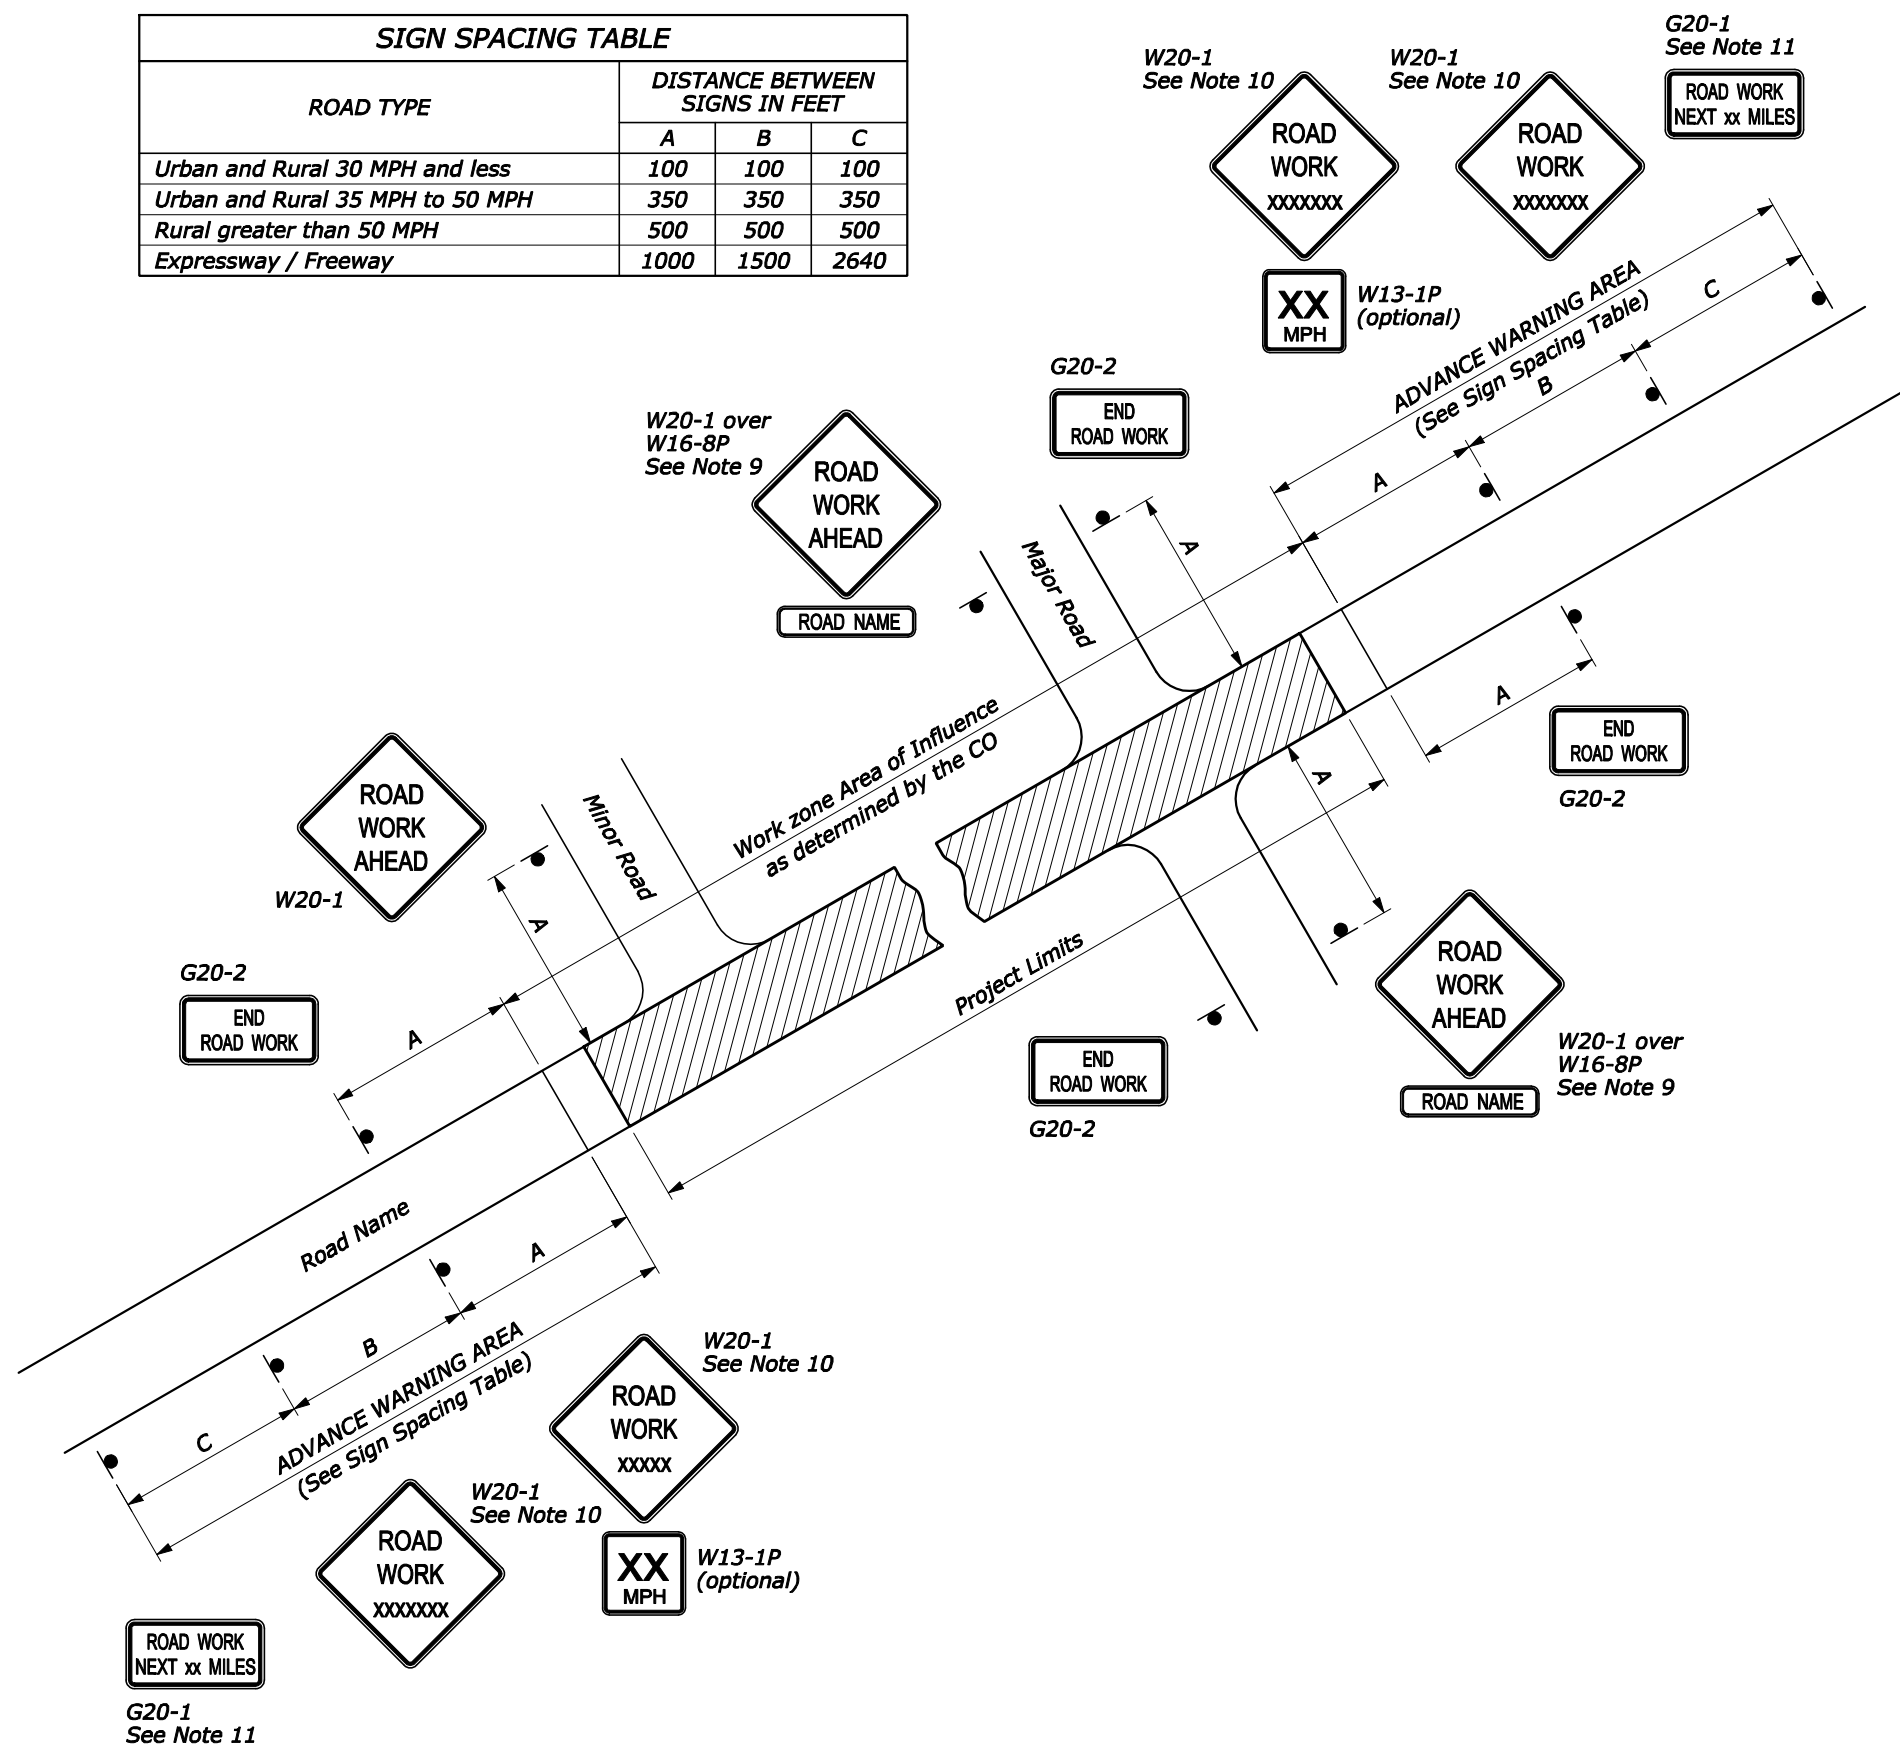 SIGN SPACING TABLE
ROAD TYPE
DISTANCE BETWEEN
SIGNS IN FEET
A B C
Urban and Rural 30 MPH and less 100 100 100
Urban and Rural 35 MPH to 50 MPH 350 350 350
Rural greater than 50 MPH 500 500 500
Expressway / Freeway 1000 1500 2640
W20-1
See Note 10
ROAD
WORK
XXXXXXX
XX
MPH
W13-1P
(optional)
W20-1
See Note 10
ROAD
WORK
XXXXXXX
G20-1
See Note 11
ROAD WORK
NEXT xx MILES
ADVANCE WARNING AREA
(See Sign Spacing Table)
C
B
A
G20-2
END
ROAD WORK
W20-1 over
W16-8P
See Note 9
ROAD
WORK
AHEAD
ROAD NAME
Major Road
A
A
END
ROAD WORK
G20-2
Work zone Area of Influence
as determined by the CO
A
ROAD
WORK
AHEAD
W20-1
Minor Road
A
G20-2
END
ROAD WORK
A
Project Limits
ROAD
WORK
AHEAD
ROAD NAME
W20-1 over
W16-8P
See Note 9
END
ROAD WORK
G20-2
Road Name
A
B
C
ADVANCE WARNING AREA
(See Sign Spacing Table)
W20-1
See Note 10
ROAD
WORK
XXXXX
XX
MPH
W13-1P
(optional)
W20-1
See Note 10
ROAD
WORK
XXXXXXX
ROAD WORK
NEXT xx MILES
G20-1
See Note 11